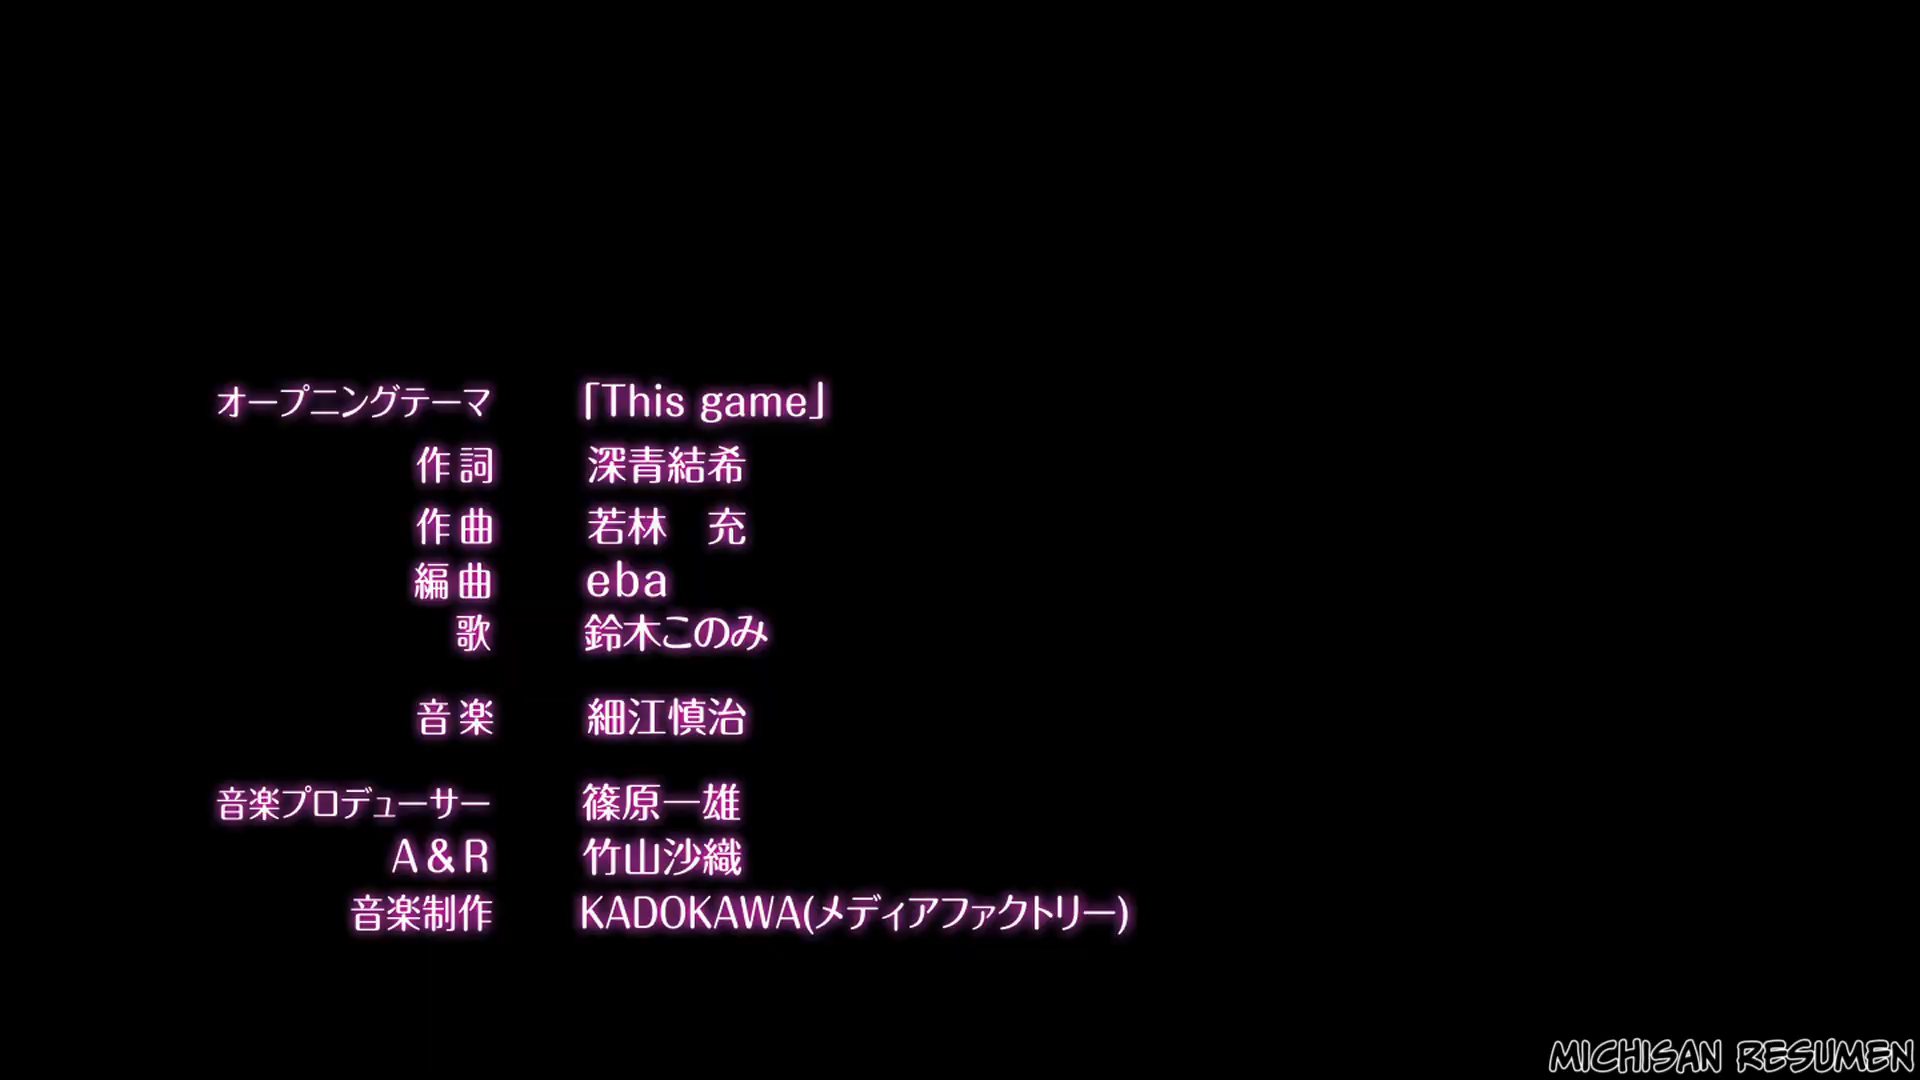 オープニングテーマ 「This game」
作詞 深青結希
作曲 若林 充
編曲 eba
歌 鈴木このみ
音楽 細江慎治
音楽プロデューサー 篠原一雄
A&R 竹山沙織
音楽制作 KADOKAWA(メディアファクトリー)
MICHISAN RESUMEN